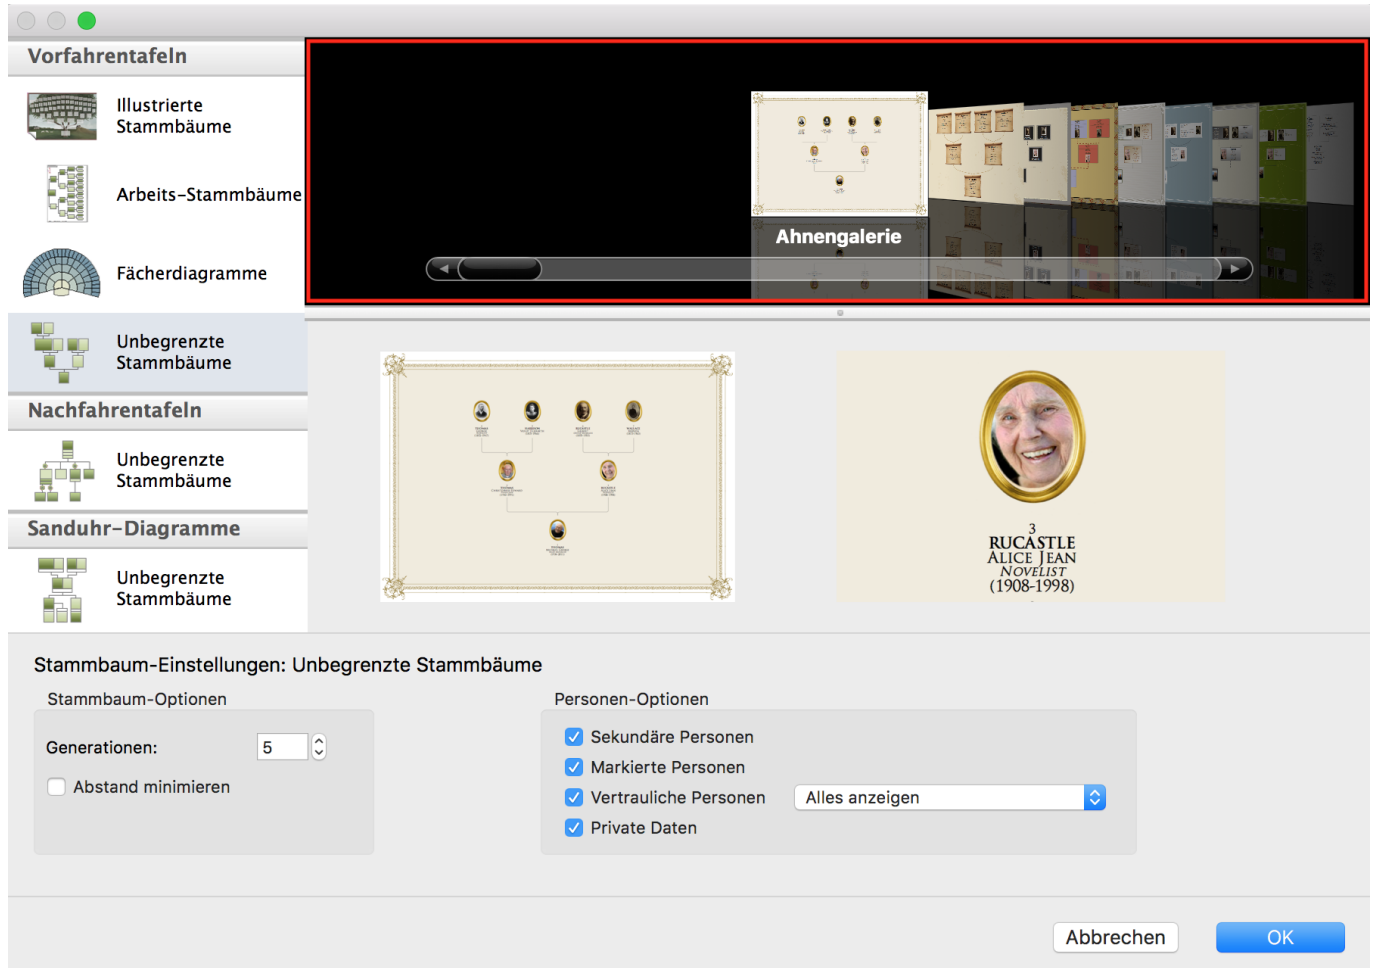 Vorfahrentafeln
Illustrierte
Stammbäume
Arbeits-Stammbäume
Fächerdiagramme
Unbegrenzte
Stammbäume
Nachfahrentafeln
Unbegrenzte
Stammbäume
Sanduhr-Diagramme
Unbegrenzte
Stammbäume
Ahnengalerie
3
RUCASTLE
ALICE JEAN
NOVELIST
(1908-1998)
Stammbaum-Einstellungen: Unbegrenzte Stammbäume
Stammbaum-Optionen
Generationen: 5
Abstand minimieren
Personen-Optionen
Sekundäre Personen
Markierte Personen
Vertrauliche Personen Alles anzeigen
Private Daten
Abbrechen OK